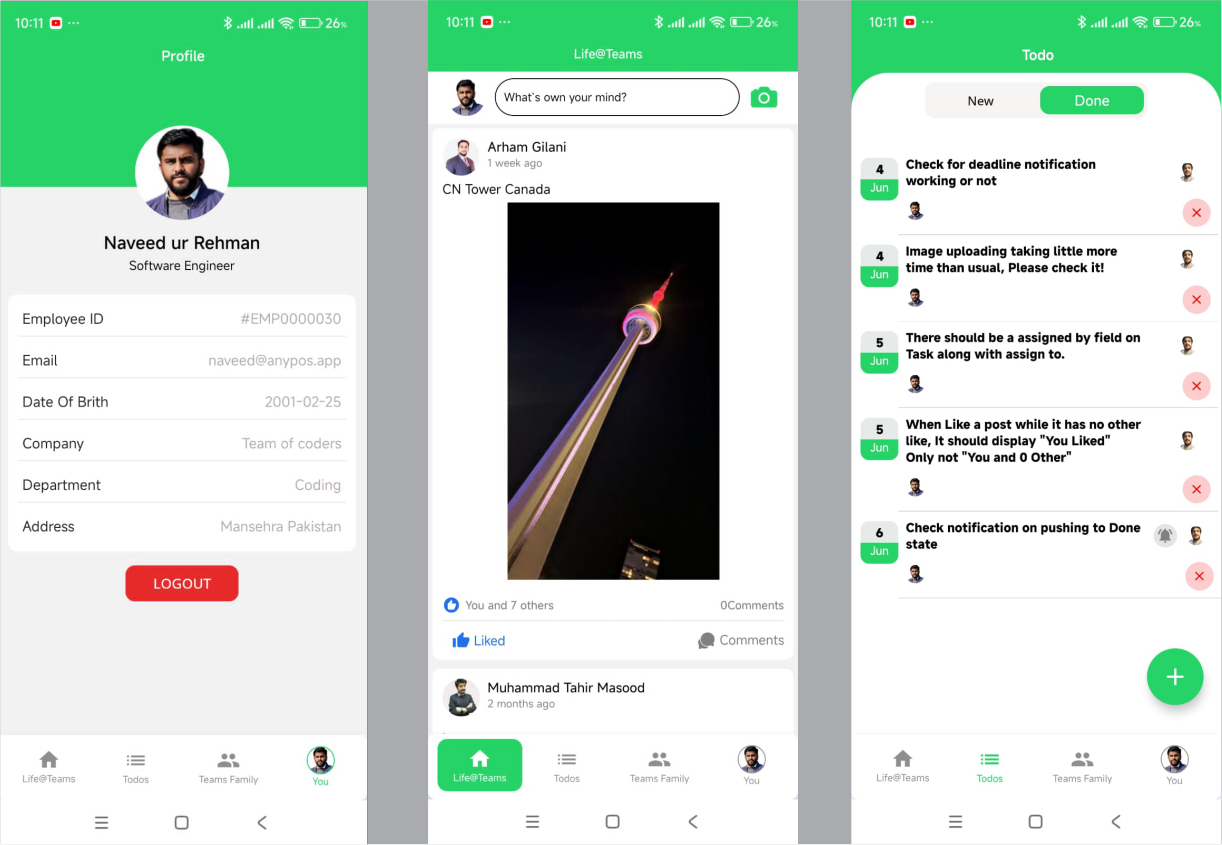 10:11 ··· 26%
Profile
Naveed ur Rehman
Software Engineer
Employee ID #EMP0000030
Email naveed@anypos.app
Date Of Brith 2001-02-25
Company Team of coders
Department Coding
Address Mansehra Pakistan
LOGOUT
Life@Teams Todos Teams Family You
10:11 ··· 26%
Life@Teams
What`s own your mind?
Arham Gilani
1 week ago
CN Tower Canada
You and 7 others 0Comments
Liked Comments
Muhammad Tahir Masood
2 months ago
Life@Teams Todos Teams Family You
10:11 ··· 26%
Todo
New Done
4 Jun
Check for deadline notification
working or not
4 Jun
Image uploading taking little more
time than usual, Please check it!
5 Jun
There should be a assigned by field on
Task along with assign to.
5 Jun
When Like a post while it has no other
like, It should display "You Liked"
Only not "You and 0 Other"
6 Jun
Check notification on pushing to Done
state
Life@Teams Todos Teams Family You